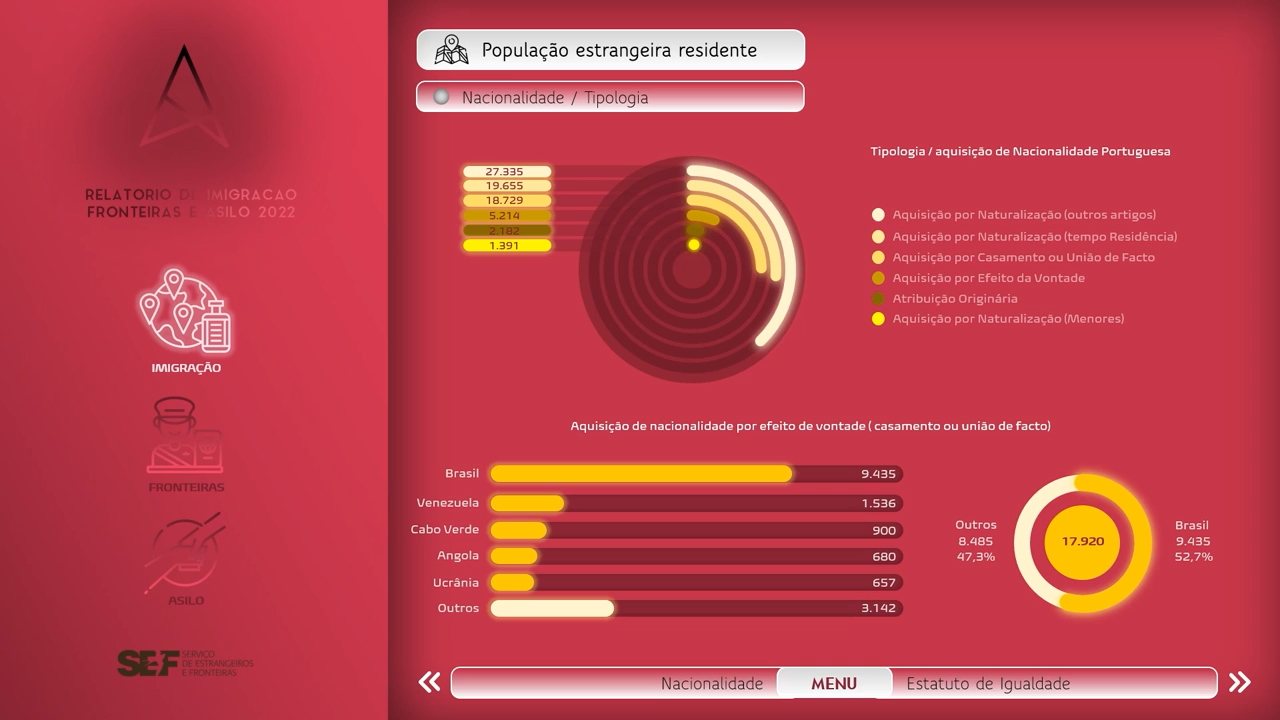 População estrangeira residente
Nacionalidade / Tipologia
RELATORIO DE IMIGRACAO
FRONTEIRAS E ASILO 2022
IMIGRAÇÃO
FRONTEIRAS
ASILO
SEF SERVIÇO
DE ESTRANGEIROS
E FRONTEIRAS
27.335
19.655
18.729
5.214
2.182
1.391
Tipologia / aquisição de Nacionalidade Portuguesa
Aquisição por Naturalização (outros artigos)
Aquisição por Naturalização (tempo Residência)
Aquisição por Casamento ou União de Facto
Aquisição por Efeito da Vontade
Atribuição Originária
Aquisição por Naturalização (Menores)
Aquisição de nacionalidade por efeito de vontade ( casamento ou união de facto)
Brasil 9.435
Venezuela 1.536
Cabo Verde 900
Angola 680
Ucrânia 657
Outros 3.142
Outros
8.485
47,3%
17.920
Brasil
9.435
52,7%
Nacionalidade MENU Estatuto de Igualdade